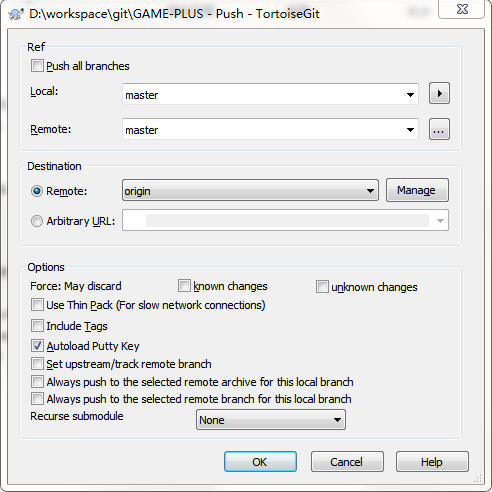 D:\workspace\git\GAME-PLUS - Push - TortoiseGit
Ref
Push all branches
Local:
master
Remote:
master
...
Destination
Remote:
origin
Manage
Arbitrary URL:
Options
Force: May discard
known changes
unknown changes
Use Thin Pack (For slow network connections)
Include Tags
Autoload Putty Key
Set upstream/track remote branch
Always push to the selected remote archive for this local branch
Always push to the selected remote branch for this local branch
Recurse submodule
None
OK
Cancel
Help